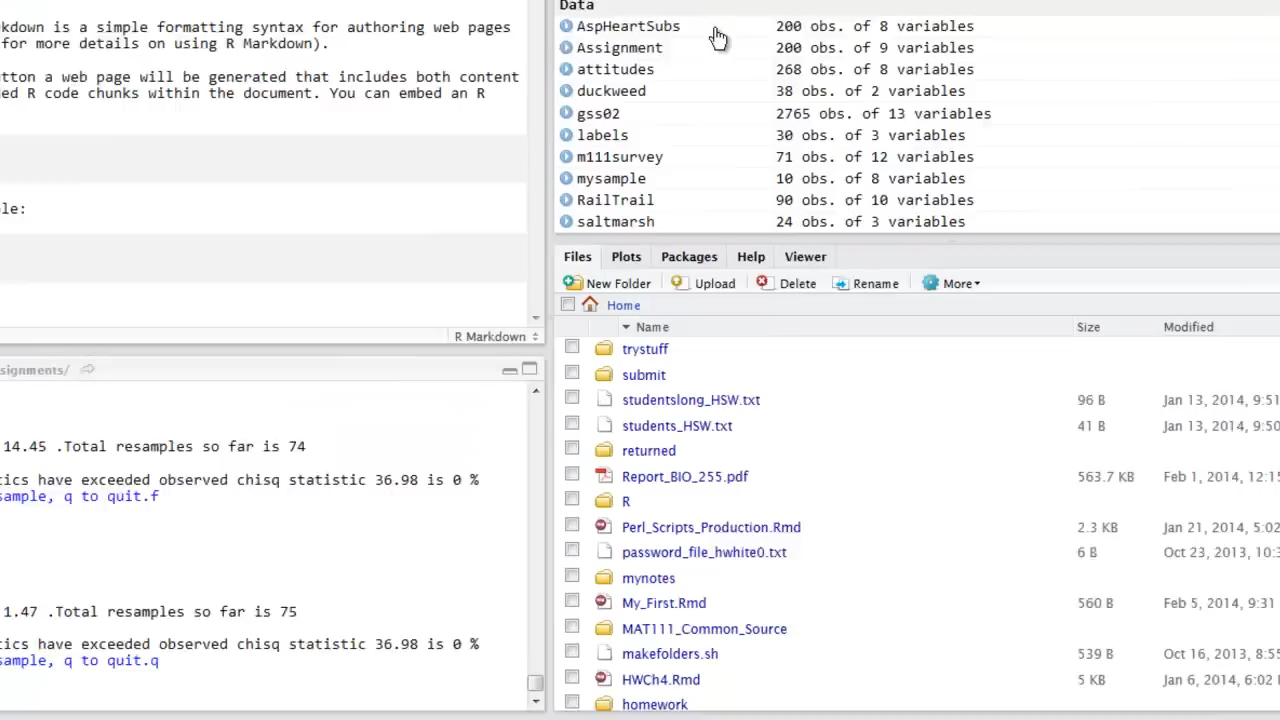 kdown is a simple formatting syntax for authoring web pages
for more details on using R Markdown).
tton a web page will be generated that includes both content
ed R code chunks within the document. You can embed an R
le:
R Markdown
signments/
14.45 .Total resamples so far is 74
tics have exceeded observed chisq statistic 36.98 is 0 %
sample, q to quit.f
1.47 .Total resamples so far is 75
tics have exceeded observed chisq statistic 36.98 is 0 %
sample, q to quit.q
Data
AspHeartSubs 200 obs. of 8 variables
Assignment 200 obs. of 9 variables
attitudes 268 obs. of 8 variables
duckweed 38 obs. of 2 variables
gss02 2765 obs. of 13 variables
labels 30 obs. of 3 variables
m111survey 71 obs. of 12 variables
mysample 10 obs. of 8 variables
RailTrail 90 obs. of 10 variables
saltmarsh 24 obs. of 3 variables
Files Plots Packages Help Viewer
New Folder Upload Delete Rename More
Home
Name Size Modified
trystuff
submit
studentslong_HSW.txt 96 B Jan 13, 2014, 9:51
students_HSW.txt 41 B Jan 13, 2014, 9:50
returned
Report_BIO_255.pdf 563.7 KB Feb 1, 2014, 12:15
R
Perl_Scripts_Production.Rmd 2.3 KB Jan 21, 2014, 5:02
password_file_hwhite0.txt 6 B Oct 23, 2013, 10:3
mynotes
My_First.Rmd 560 B Feb 5, 2014, 9:31
MAT111_Common_Source
makefolders.sh 539 B Oct 16, 2013, 8:55
HWCh4.Rmd 5 KB Jan 6, 2014, 6:02
homework